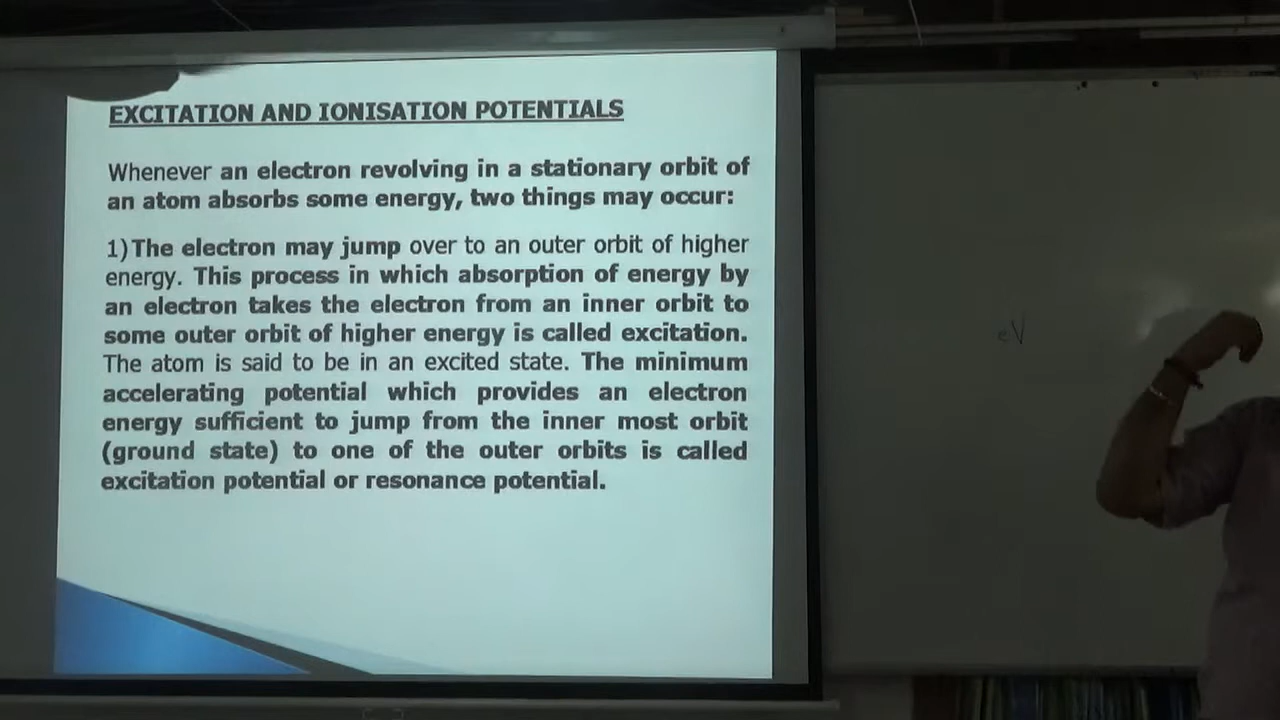 EXCITATION AND IONISATION POTENTIALS
Whenever an electron revolving in a stationary orbit of
an atom absorbs some energy, two things may occur:
1) The electron may jump over to an outer orbit of higher
energy. This process in which absorption of energy by
an electron takes the electron from an inner orbit to
some outer orbit of higher energy is called excitation.
The atom is said to be in an excited state. The minimum
accelerating potential which provides an electron
energy sufficient to jump from the inner most orbit
(ground state) to one of the outer orbits is called
excitation potential or resonance potential.
eV